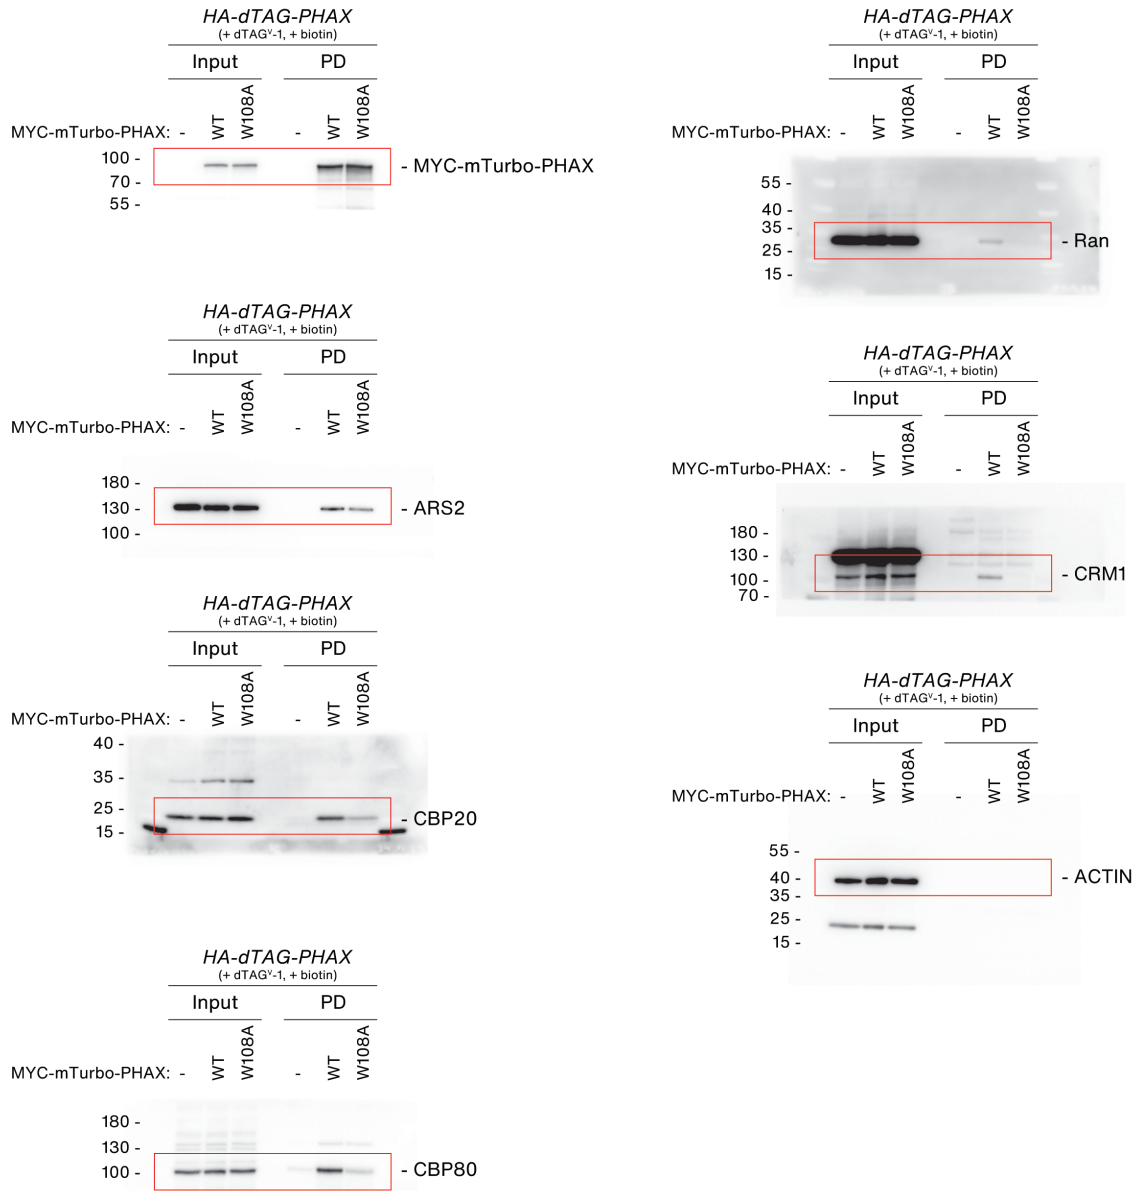 HA-dTAG-PHAX
(+ dTAGⱽ-1, + biotin)
Input PD
MYC-mTurbo-PHAX: - WT W108A - WT W108A
100 -
70 -
55 -
- MYC-mTurbo-PHAX
HA-dTAG-PHAX
(+ dTAGⱽ-1, + biotin)
Input PD
MYC-mTurbo-PHAX: - WT W108A - WT W108A
180 -
130 -
100 -
- ARS2
HA-dTAG-PHAX
(+ dTAGⱽ-1, + biotin)
Input PD
MYC-mTurbo-PHAX: - WT W108A - WT W108A
40 -
35 -
25 -
15 -
- CBP20
HA-dTAG-PHAX
(+ dTAGⱽ-1, + biotin)
Input PD
MYC-mTurbo-PHAX: - WT W108A - WT W108A
180 -
130 -
100 -
- CBP80
HA-dTAG-PHAX
(+ dTAGⱽ-1, + biotin)
Input PD
MYC-mTurbo-PHAX: - WT W108A - WT W108A
55 -
40 -
35 -
25 -
15 -
- Ran
HA-dTAG-PHAX
(+ dTAGⱽ-1, + biotin)
Input PD
MYC-mTurbo-PHAX: - WT W108A - WT W108A
180 -
130 -
100 -
70 -
- CRM1
HA-dTAG-PHAX
(+ dTAGⱽ-1, + biotin)
Input PD
MYC-mTurbo-PHAX: - WT W108A - WT W108A
55 -
40 -
35 -
25 -
15 -
- ACTIN